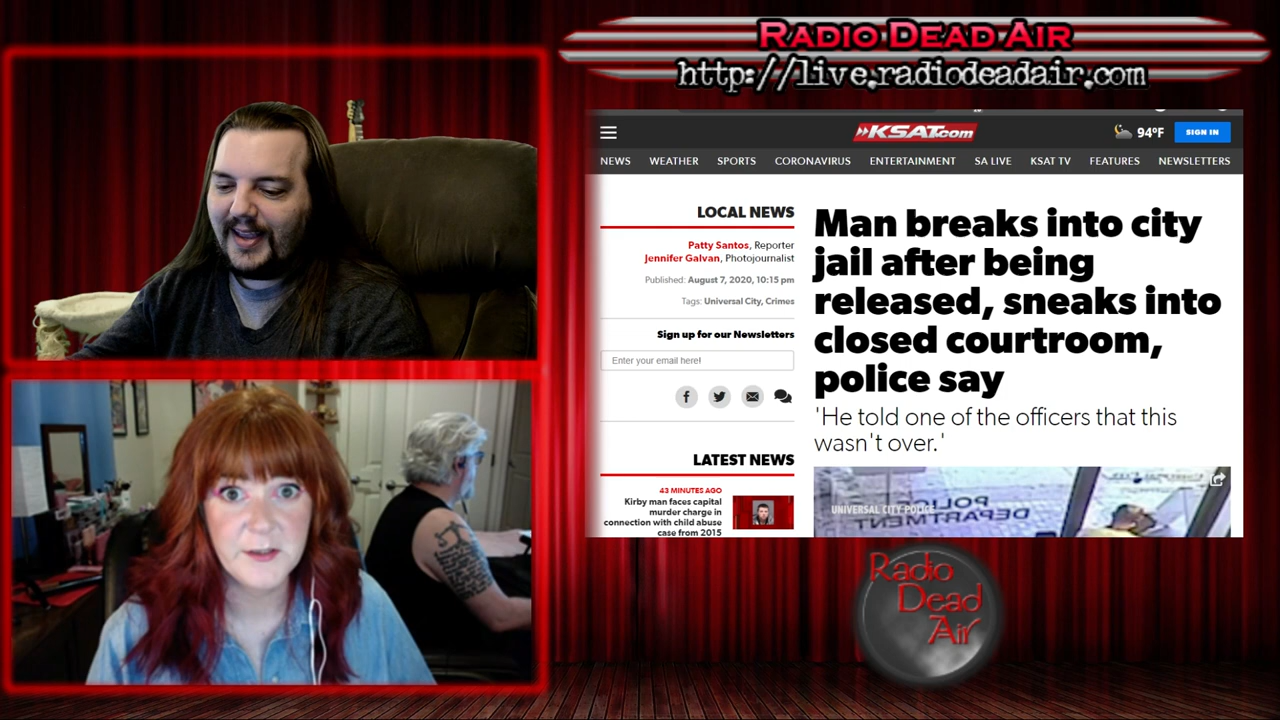 RADIO DEAD AIR
http://live.radiodeadair.com
KSAT.com
94°F
SIGN IN
NEWS WEATHER SPORTS CORONAVIRUS ENTERTAINMENT SA LIVE KSAT TV FEATURES NEWSLETTERS
LOCAL NEWS
Patty Santos, Reporter
Jennifer Galvan, Photojournalist
Published: August 7, 2020, 10:15 pm
Tags: Universal City, Crimes
Sign up for our Newsletters
Enter your email here!
LATEST NEWS
43 MINUTES AGO
Kirby man faces capital
murder charge in
connection with child abuse
case from 2015
Man breaks into city
jail after being
released, sneaks into
closed courtroom,
police say
'He told one of the officers that this
wasn't over.'
UNIVERSAL CITY POLICE
POLICE
DEPARTMENT
Radio
Dead
Air